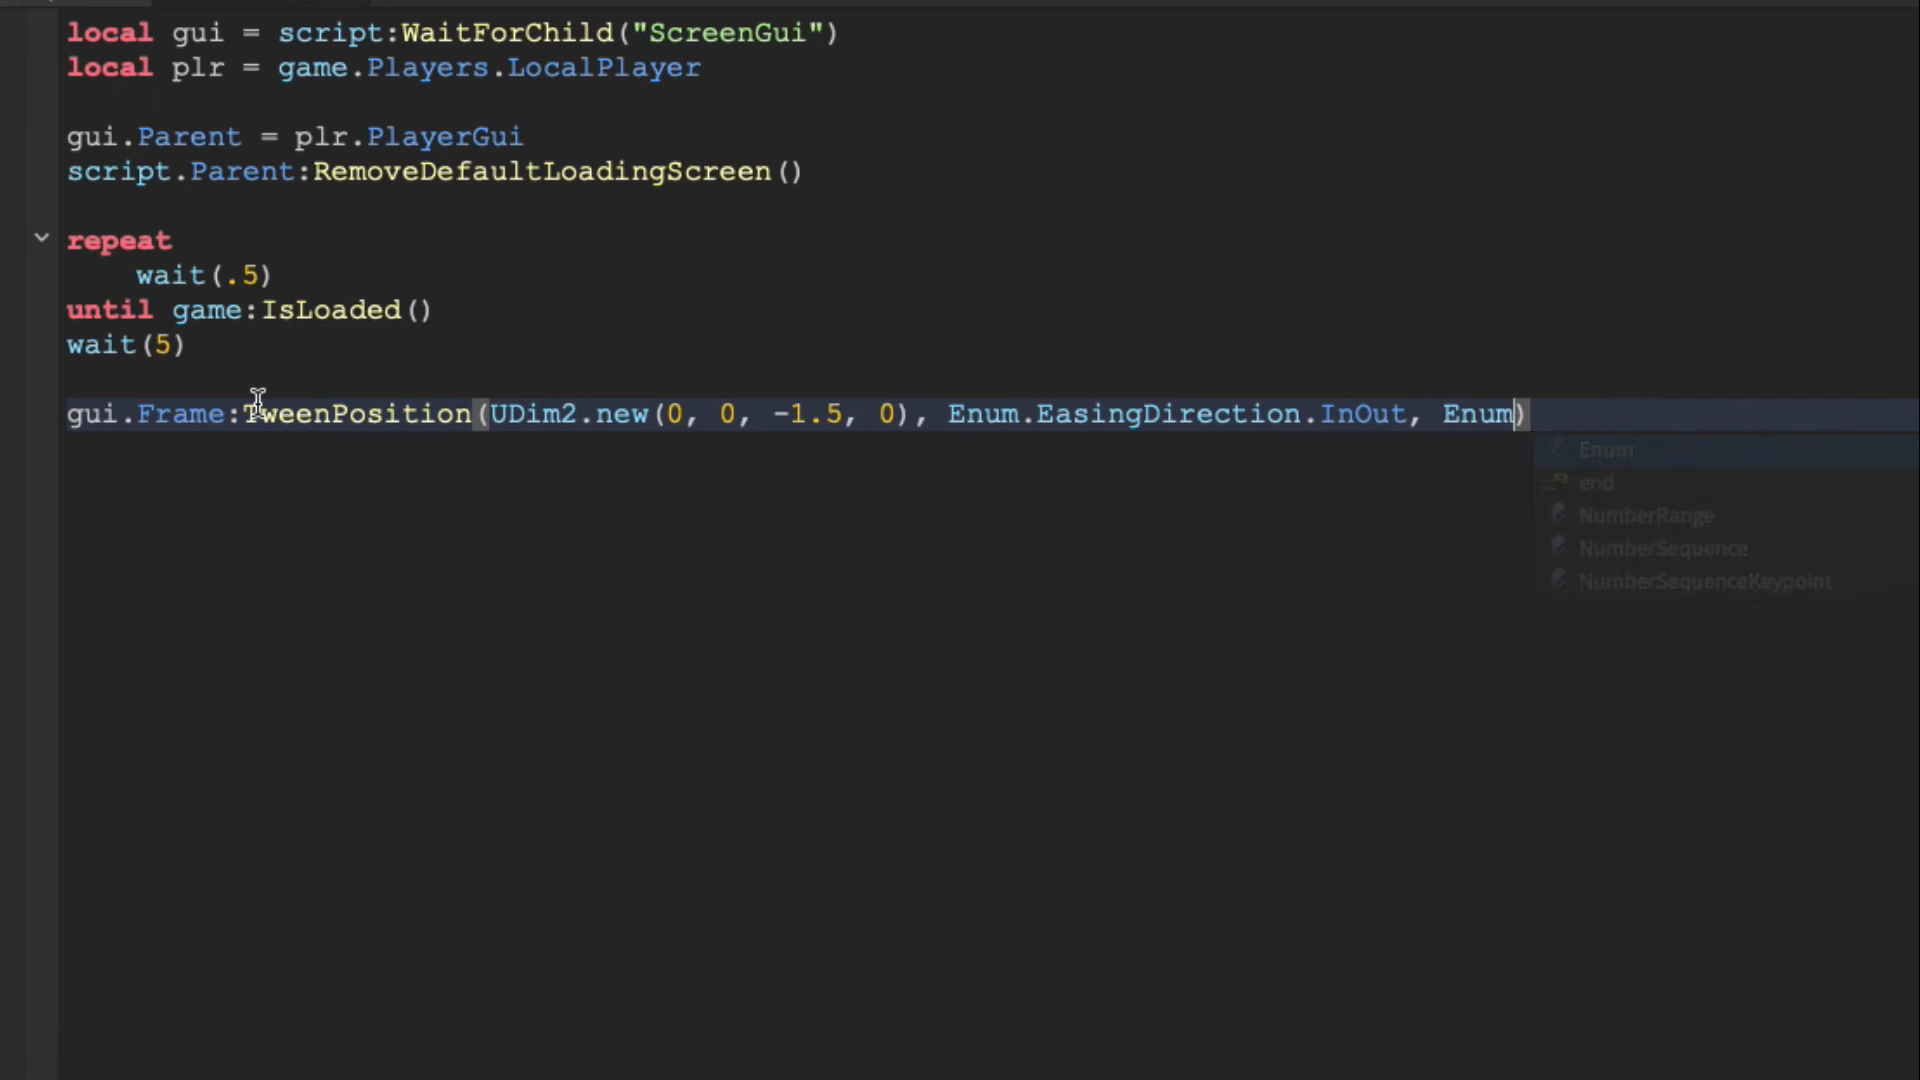 local gui = script:WaitForChild("ScreenGui")
local plr = game.Players.LocalPlayer
gui.Parent = plr.PlayerGui
script.Parent:RemoveDefaultLoadingScreen()
repeat
wait(.5)
until game:IsLoaded()
wait(5)
gui.Frame:TweenPosition(UDim2.new(0, 0, -1.5, 0), Enum.EasingDirection.InOut, Enum)
Enum
end
NumberRange
NumberSequence
NumberSequenceKeypoint